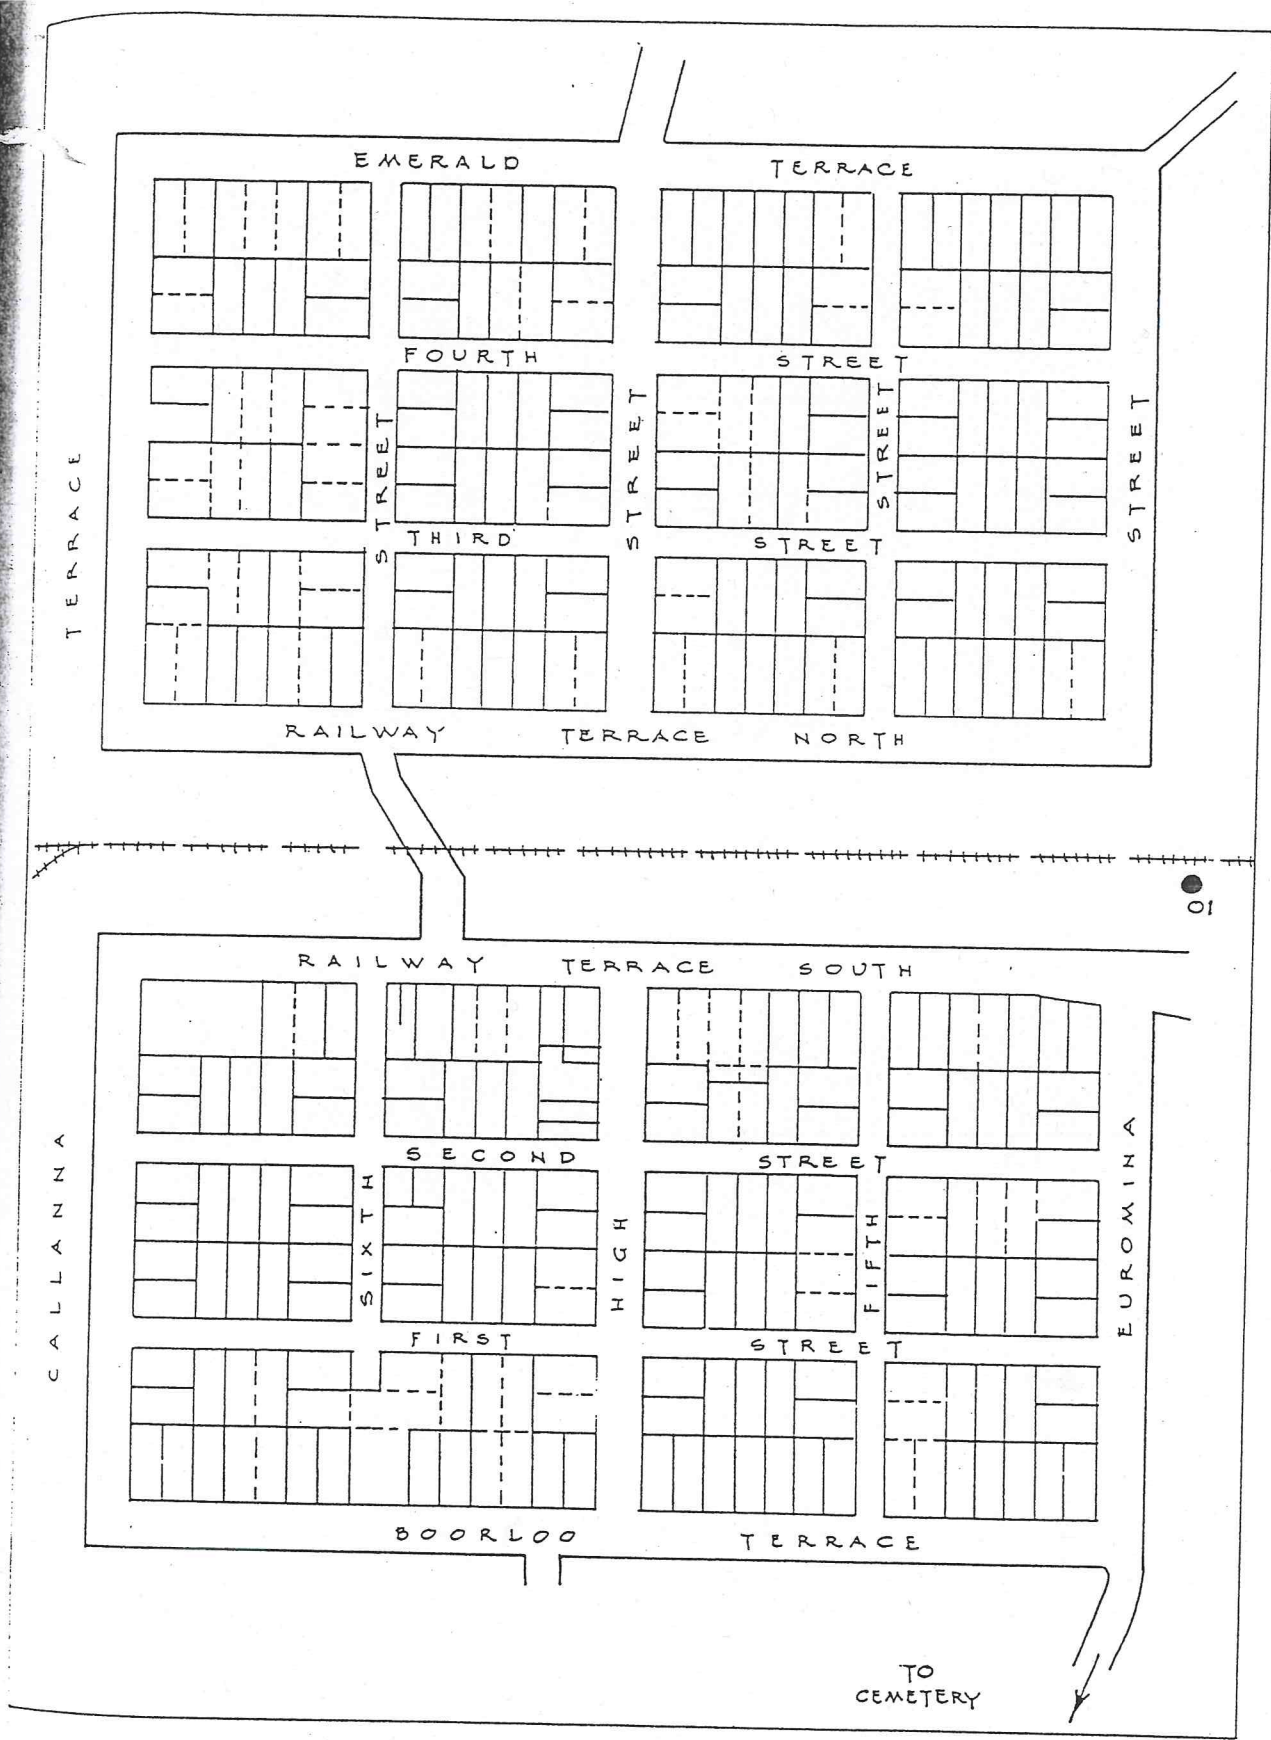 EMERALD TERRACE
FOURTH STREET
TERRACE
STREET
STREET
STREET
STREET
THIRD STREET
RAILWAY TERRACE NORTH
10
RAILWAY TERRACE SOUTH
SECOND STREET
CALLANNA
SIXTH
HIGH
FIFTH
EUROMINA
FIRST STREET
BOORLOO TERRACE
TO
CEMETERY